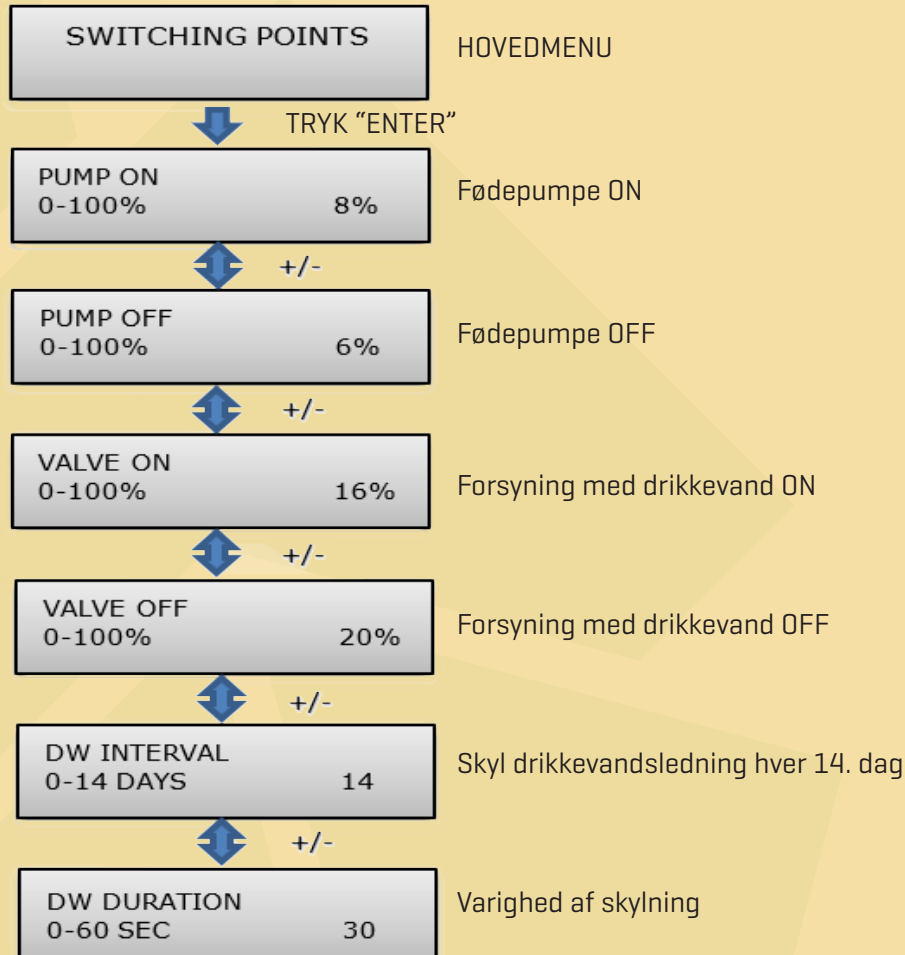 SWITCHING POINTS
HOVEDMENU
TRYK “ENTER”
PUMP ON
0-100% 8%
Fødepumpe ON
+/-
PUMP OFF
0-100% 6%
Fødepumpe OFF
+/-
VALVE ON
0-100% 16%
Forsyning med drikkevand ON
+/-
VALVE OFF
0-100% 20%
Forsyning med drikkevand OFF
+/-
DW INTERVAL
0-14 DAYS 14
Skyl drikkevandsledning hver 14. dag
+/-
DW DURATION
0-60 SEC 30
Varighed af skylning